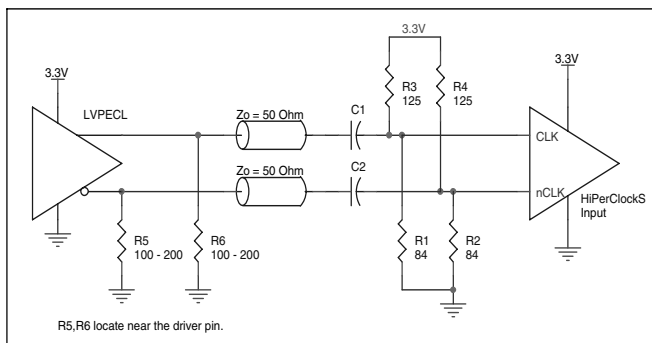 3.3V
3.3V
3.3V
LVPECL
R3
125
R4
125
Zo = 50 Ohm
C1
CLK
Zo = 50 Ohm
C2
nCLK
HiPerClockS
Input
R5
100 - 200
R6
100 - 200
R1
84
R2
84
R5,R6 locate near the driver pin.